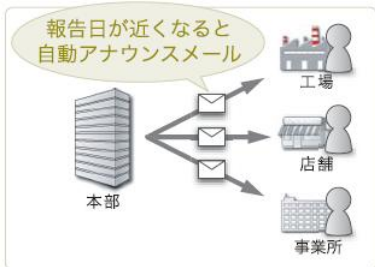 報告日が近くなると
自動アナウンスメール
工場
店舗
本部
事業所